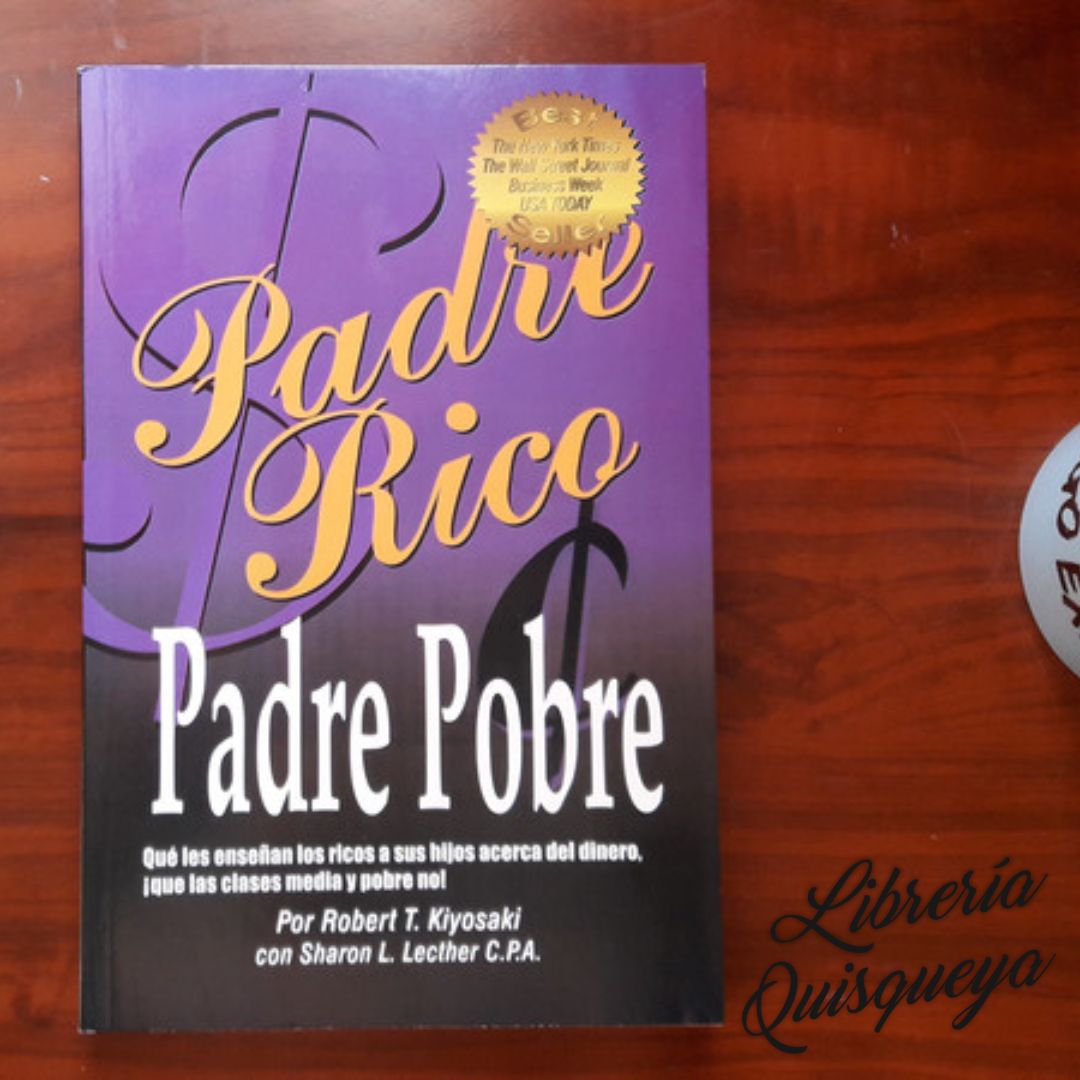 Best
The New York Times
The Wall Street Journal
Business Week
USA TODAY
Seller
Padre
Rico
Padre Pobre
Qué les enseñan los ricos a sus hijos acerca del dinero,
¡que las clases media y pobre no!
Por Robert T. Kiyosaki
con Sharon L. Lecther C.P.A.
Librería
Quisqueya